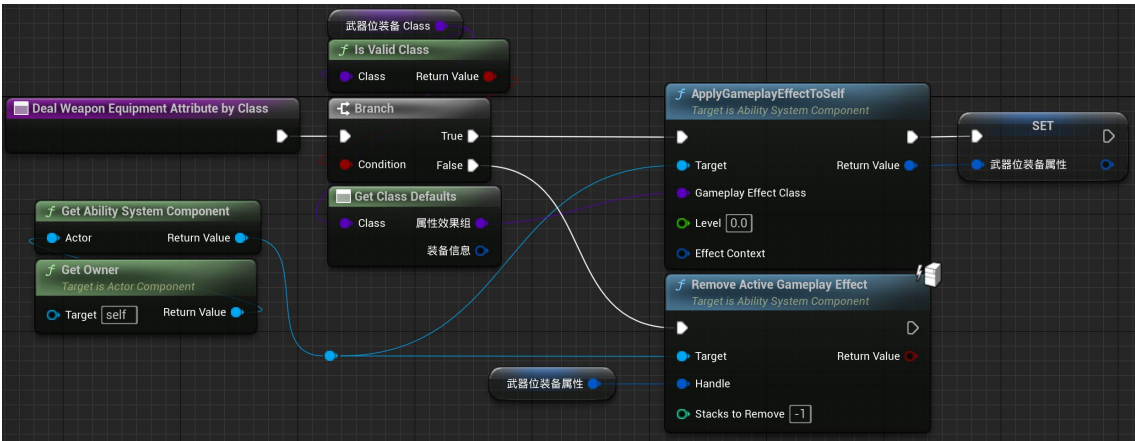 武器位装备 Class
f Is Valid Class
Class Return Value
Deal Weapon Equipment Attribute by Class
Branch
True
Condition False
Get Class Defaults
Class 属性效果组
装备信息
f Get Ability System Component
Actor Return Value
f Get Owner
Target is Actor Component
Target self Return Value
f ApplyGameplayEffectToSelf
Target is Ability System Component
Target Return Value
Gameplay Effect Class
Level 0.0
Effect Context
SET
武器位装备属性
f Remove Active Gameplay Effect
Target is Ability System Component
Target Return Value
Handle
Stacks to Remove -1
武器位装备属性